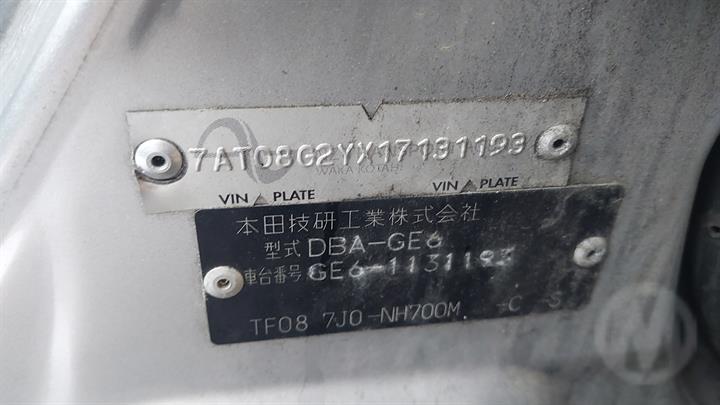 7AT08G2YX17131193
WAKA KOTAHI
VIN PLATE VIN PLATE
本田技研工業株式会社
型式 DBA-GE6
車台番号 GE6-1131193
TF08 7J0-NH700M. -C S
M